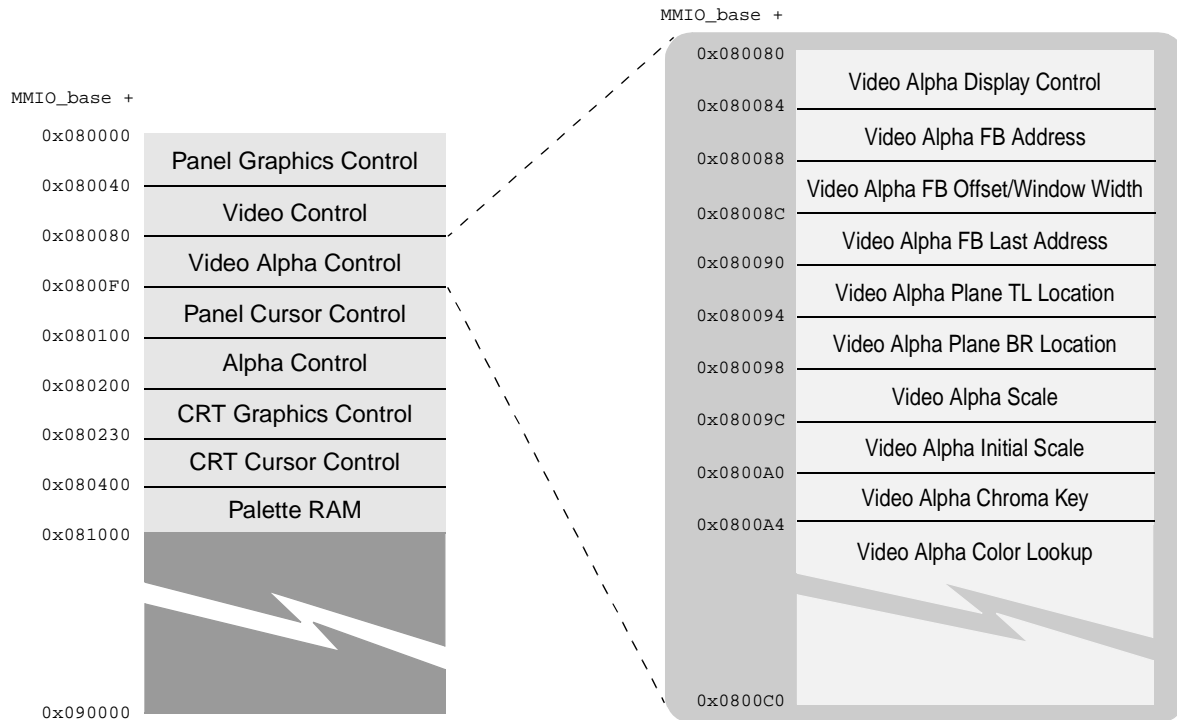 MMIO_base +
0x080000
Panel Graphics Control
0x080040
Video Control
0x080080
Video Alpha Control
0x0800F0
Panel Cursor Control
0x080100
Alpha Control
0x080200
CRT Graphics Control
0x080230
CRT Cursor Control
0x080400
Palette RAM
0x081000
0x090000
MMIO_base +
0x080080
Video Alpha Display Control
0x080084
Video Alpha FB Address
0x080088
Video Alpha FB Offset/Window Width
0x08008C
Video Alpha FB Last Address
0x080090
Video Alpha Plane TL Location
0x080094
Video Alpha Plane BR Location
0x080098
Video Alpha Scale
0x08009C
Video Alpha Initial Scale
0x0800A0
Video Alpha Chroma Key
0x0800A4
Video Alpha Color Lookup
0x0800C0